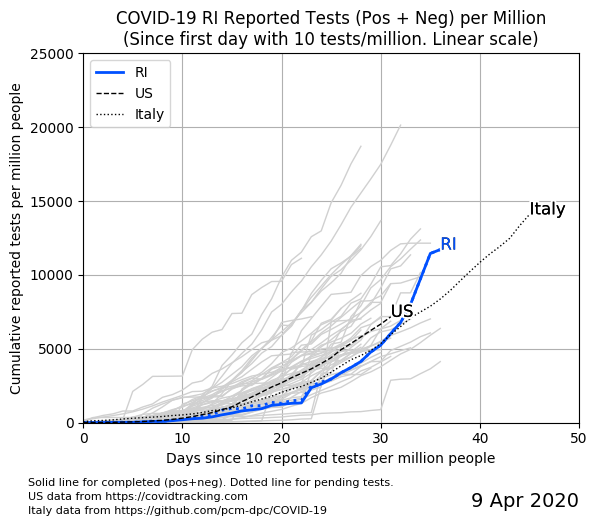 COVID-19 RI Reported Tests (Pos + Neg) per Million
(Since first day with 10 tests/million. Linear scale)
Cumulative reported tests per million people
25000
20000
15000
10000
5000
0
RI
US
Italy
Italy
RI
US
0 10 20 30 40 50
Days since 10 reported tests per million people
Solid line for completed (pos+neg). Dotted line for pending tests.
US data from https://covidtracking.com
Italy data from https://github.com/pcm-dpc/COVID-19
9 Apr 2020